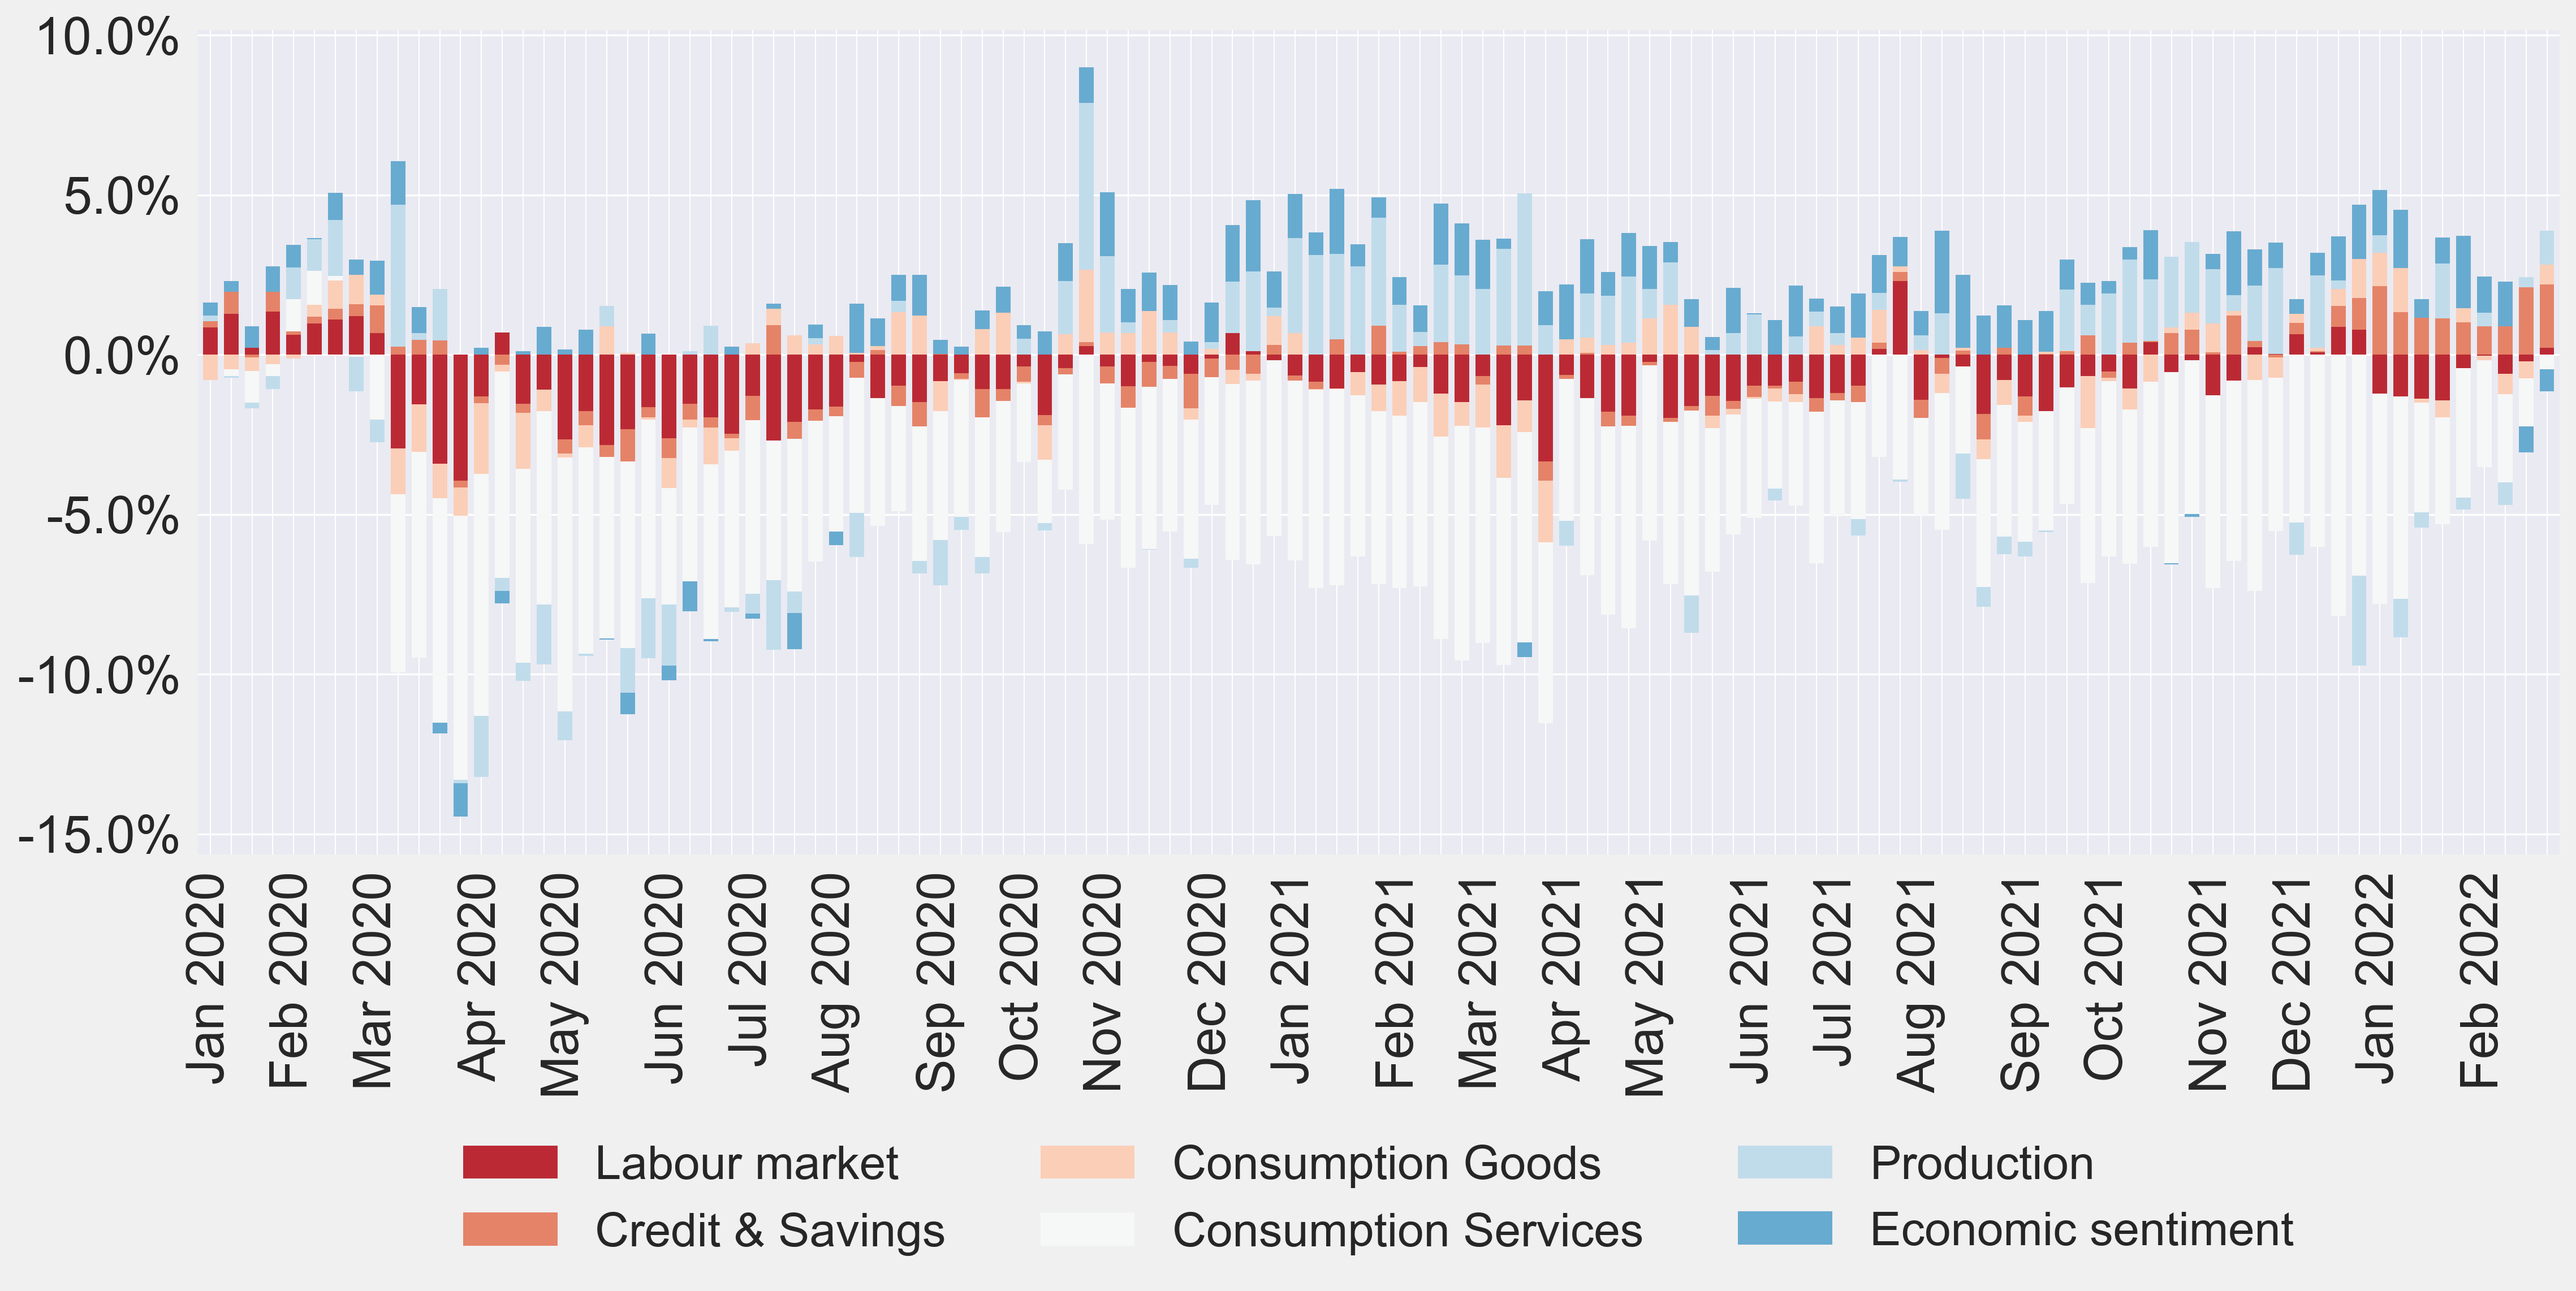 10.0%
5.0%
0.0%
-5.0%
-10.0%
-15.0%
Jan 2020
Feb 2020
Mar 2020
Apr 2020
May 2020
Jun 2020
Jul 2020
Aug 2020
Sep 2020
Oct 2020
Nov 2020
Dec 2020
Jan 2021
Feb 2021
Mar 2021
Apr 2021
May 2021
Jun 2021
Jul 2021
Aug 2021
Sep 2021
Oct 2021
Nov 2021
Dec 2021
Jan 2022
Feb 2022
Labour market
Consumption Goods
Production
Credit & Savings
Consumption Services
Economic sentiment